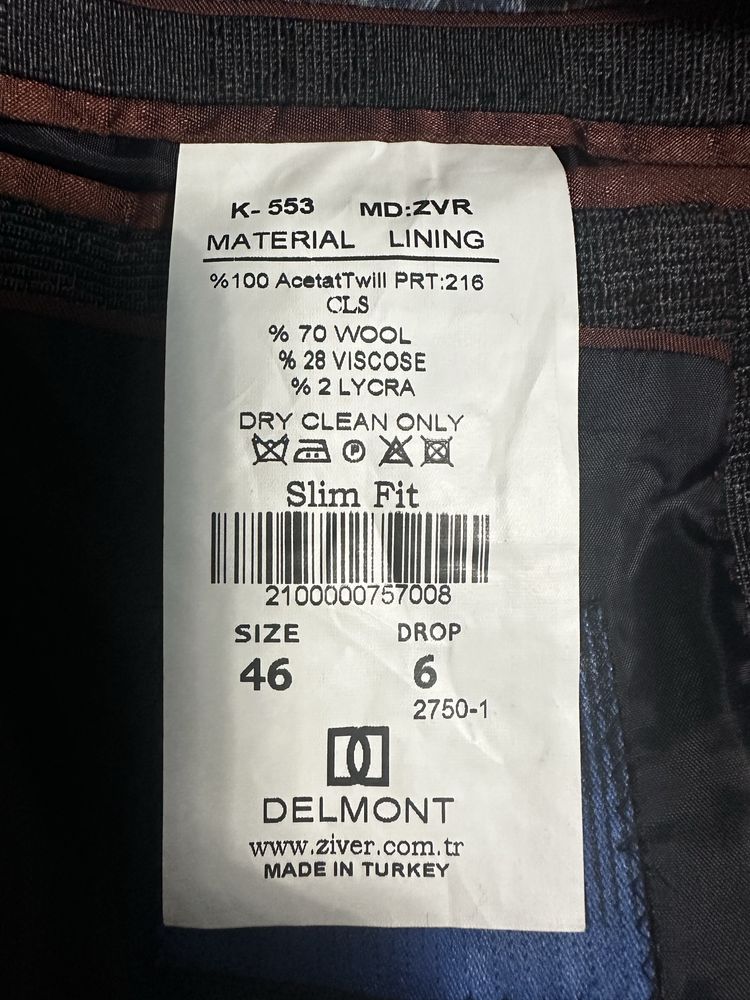 K- 553 MD:ZVR
MATERIAL LINING
%100 AcetatTwill PRT:216
CLS
% 70 WOOL
% 28 VISCOSE
% 2 LYCRA
DRY CLEAN ONLY
P
Slim Fit
2100000757008
SIZE DROP
46 6
2750-1
DELMONT
www.ziver.com.tr
MADE IN TURKEY